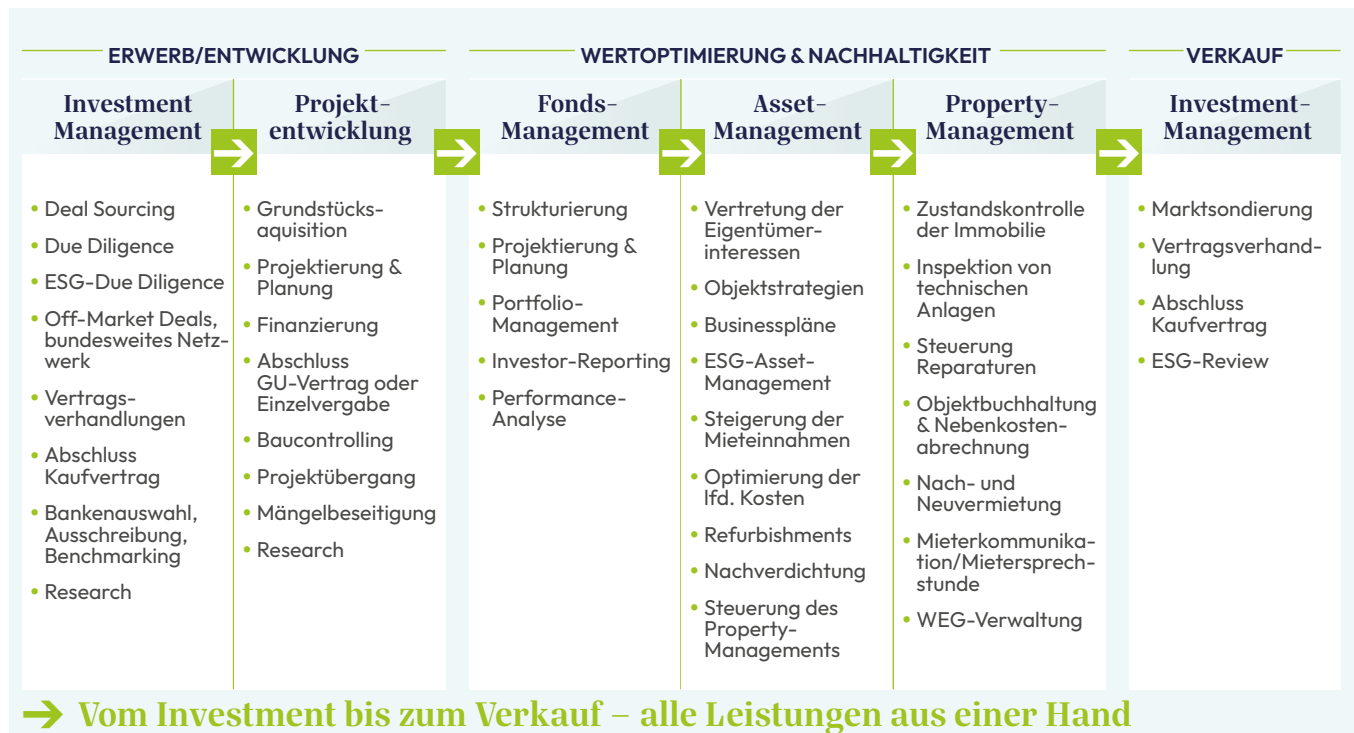 ERWERB/ENTWICKLUNG
WERTOPTIMIERUNG & NACHHALTIGKEIT
VERKAUF
Investment
Management
Projekt-
entwicklung
Fonds-
Management
Asset-
Management
Property-
Management
Investment-
Management
• Deal Sourcing
• Due Diligence
• ESG-Due Diligence
• Off-Market Deals,
bundesweites Netz-
werk
• Vertrags-
verhandlungen
• Abschluss
Kaufvertrag
• Bankenauswahl,
Ausschreibung,
Benchmarking
• Research
• Grundstücks-
aquisition
• Projektierung &
Planung
• Finanzierung
• Abschluss
GU-Vertrag oder
Einzelvergabe
• Baucontrolling
• Projektübergang
• Mängelbeseitigung
• Research
• Strukturierung
• Projektierung &
Planung
• Portfolio-
Management
• Investor-Reporting
• Performance-
Analyse
• Vertretung der
Eigentümer-
interessen
• Objektstrategien
• Businesspläne
• ESG-Asset-
Management
• Steigerung der
Mieteinnahmen
• Optimierung der
lfd. Kosten
• Refurbishments
• Nachverdichtung
• Steuerung des
Property-
Managements
• Zustandskontrolle
der Immobilie
• Inspektion von
technischen
Anlagen
• Steuerung
Reparaturen
• Objektbuchhaltung
& Nebenkosten-
abrechnung
• Nach- und
Neuvermietung
• Mieterkommunika-
tion/Mietersprech-
stunde
• WEG-Verwaltung
• Marktsondierung
• Vertragsverhand-
lung
• Abschluss
Kaufvertrag
• ESG-Review
→ Vom Investment bis zum Verkauf – alle Leistungen aus einer Hand